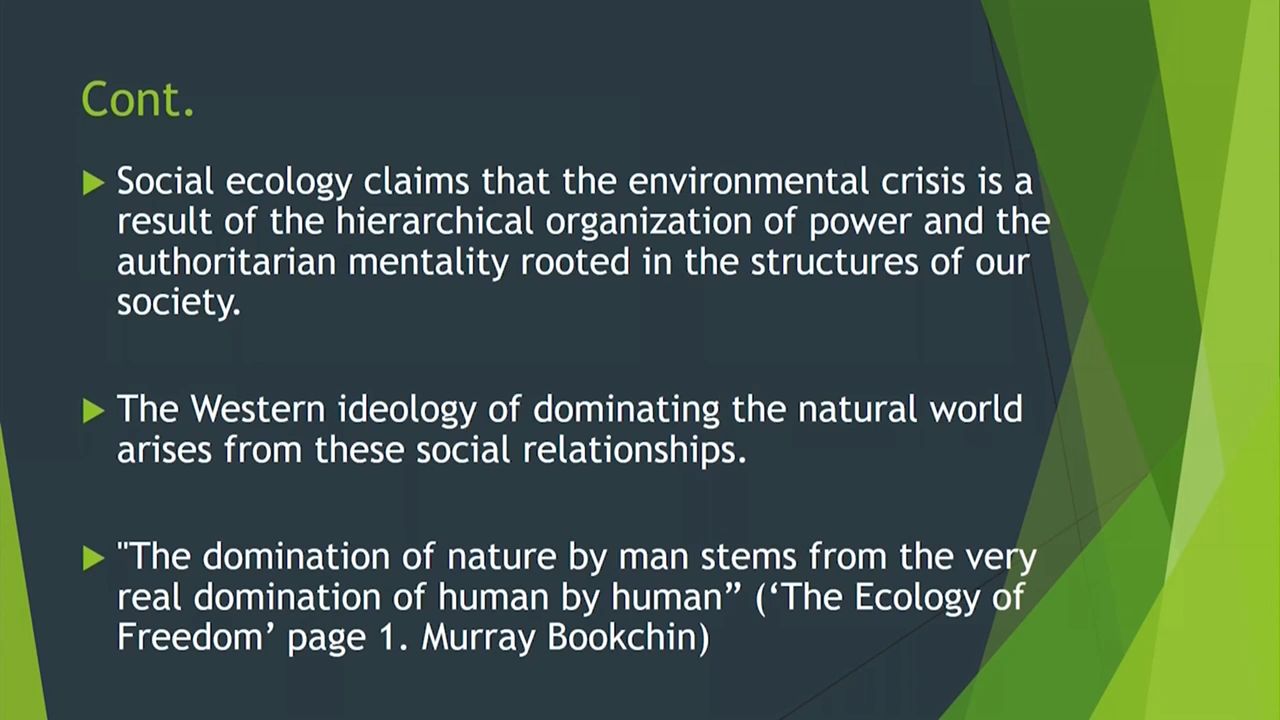 Cont.
Social ecology claims that the environmental crisis is a
result of the hierarchical organization of power and the
authoritarian mentality rooted in the structures of our
society.
The Western ideology of dominating the natural world
arises from these social relationships.
"The domination of nature by man stems from the very
real domination of human by human” (‘The Ecology of
Freedom’ page 1. Murray Bookchin)